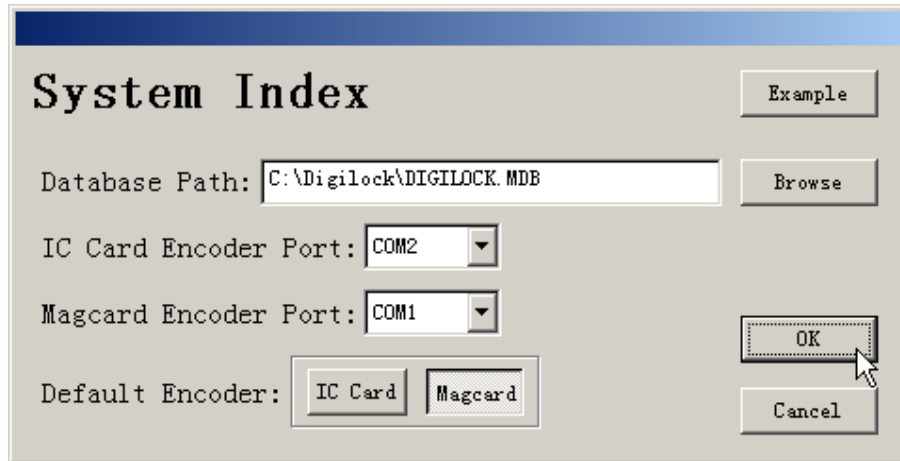 System Index
Example
Database Path: C:\Digilock\DIGILOCK.MDB
Browse
IC Card Encoder Port: COM2
Magcard Encoder Port: COM1
OK
Default Encoder: IC Card Magcard
Cancel